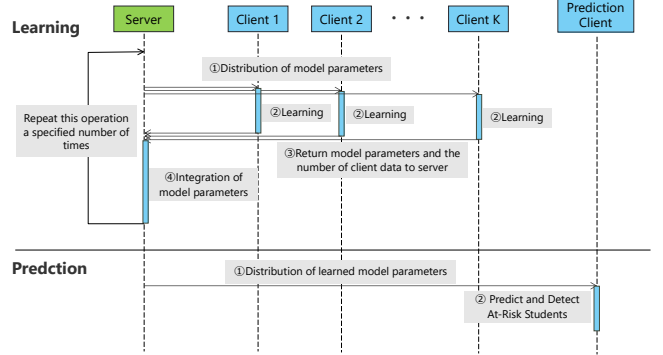 Learning
Server
Client 1
Client 2
・・・
Client K
Prediction
Client
①Distribution of model parameters
Repeat this operation
a specified number of
times
②Learning
②Learning
②Learning
③Return model parameters and the
number of client data to server
④Integration of
model parameters
Predction
①Distribution of learned model parameters
② Predict and Detect
At-Risk Students